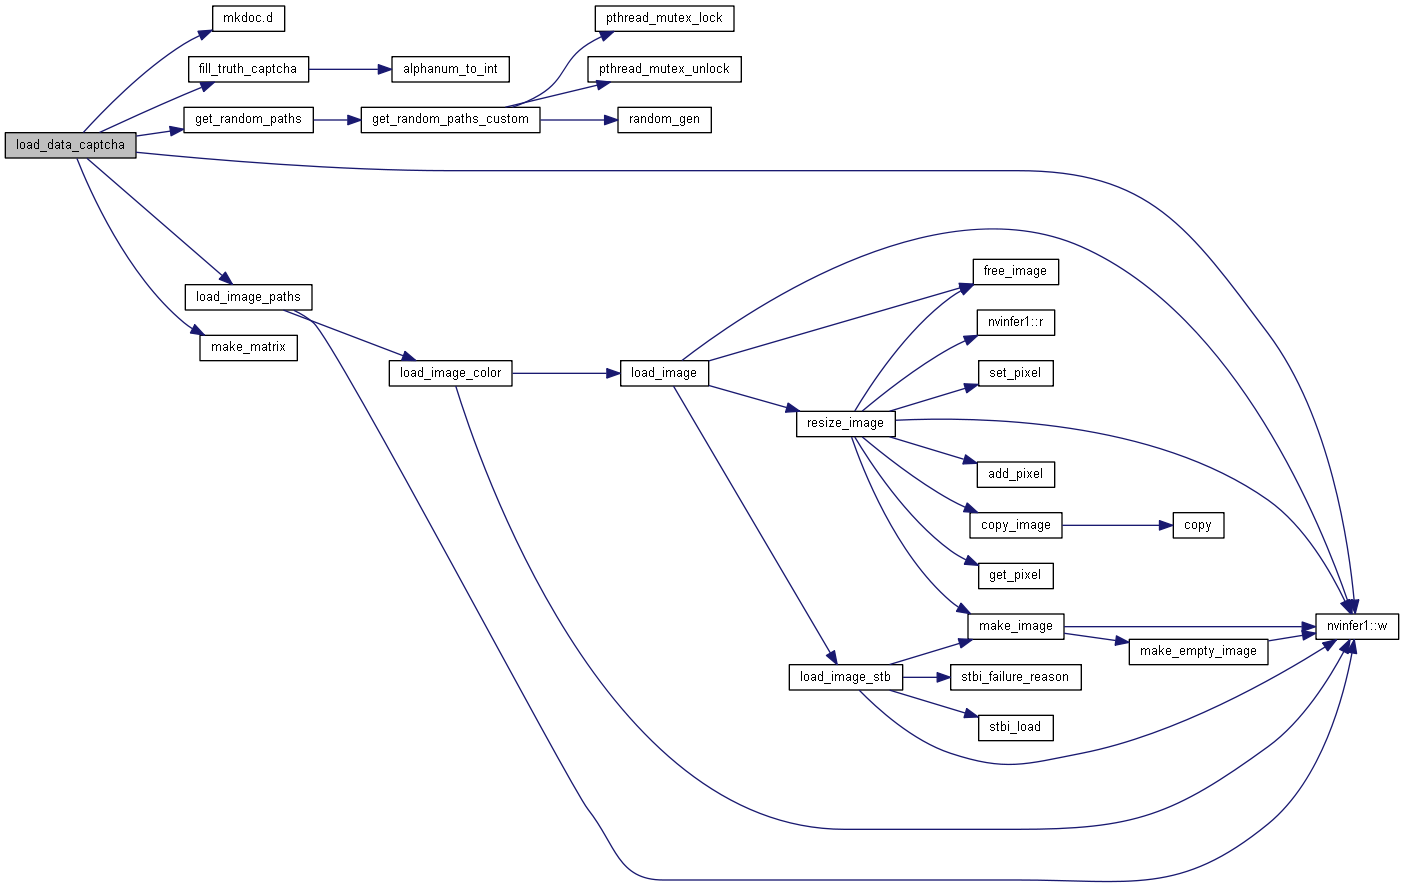 mkdoc.d
pthread_mutex_lock
fill_truth_captcha
alphanum_to_int
pthread_mutex_unlock
get_random_paths
get_random_paths_custom
random_gen
load_data_captcha
free_image
load_image_paths
nvinfer1::r
make_matrix
load_image_color
load_image
set_pixel
resize_image
add_pixel
copy_image
copy
get_pixel
make_image
nvinfer1::w
make_empty_image
load_image_stb
stbi_failure_reason
stbi_load